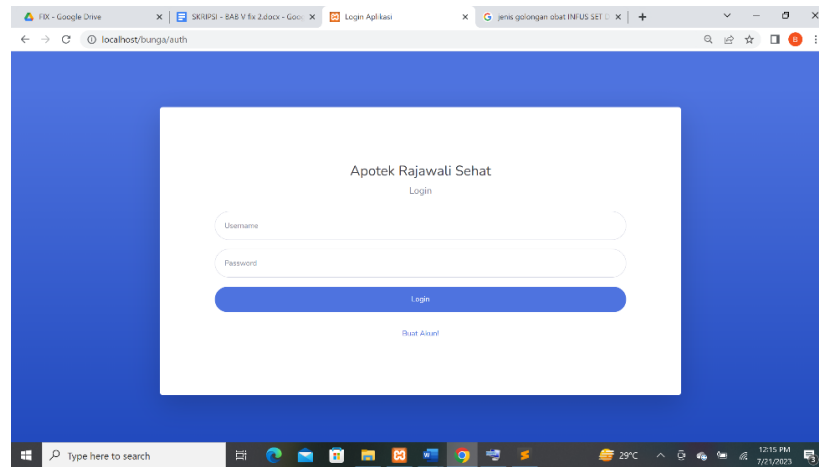 FIX - Google Drive
SKRIPSI - BAB V fix 2.docx - Goo
Login Aplikasi
jenis golongan obat INFUS SET
localhost/bunga/auth
B
Apotek Rajawali Sehat
Login
Username
Password
Login
Buat Akun!
Type here to search
29°C
12:15 PM
7/21/2023
3